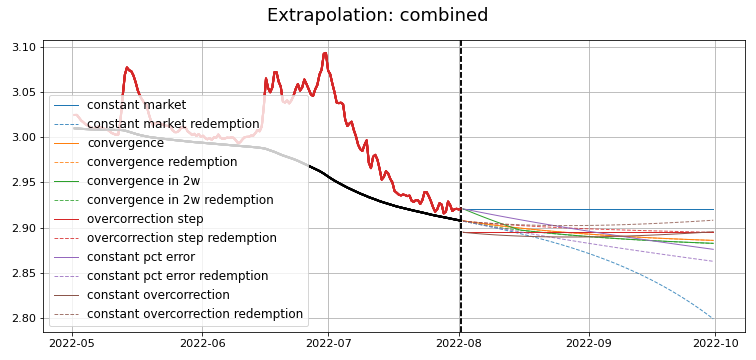 Extrapolation: combined
3.10
3.05
3.00
2.95
2.90
2.85
2.80
constant market
constant market redemption
convergence
convergence redemption
convergence in 2w
convergence in 2w redemption
overcorrection step
overcorrection step redemption
constant pct error
constant pct error redemption
constant overcorrection
constant overcorrection redemption
2022-05 2022-06 2022-07 2022-08 2022-09 2022-10